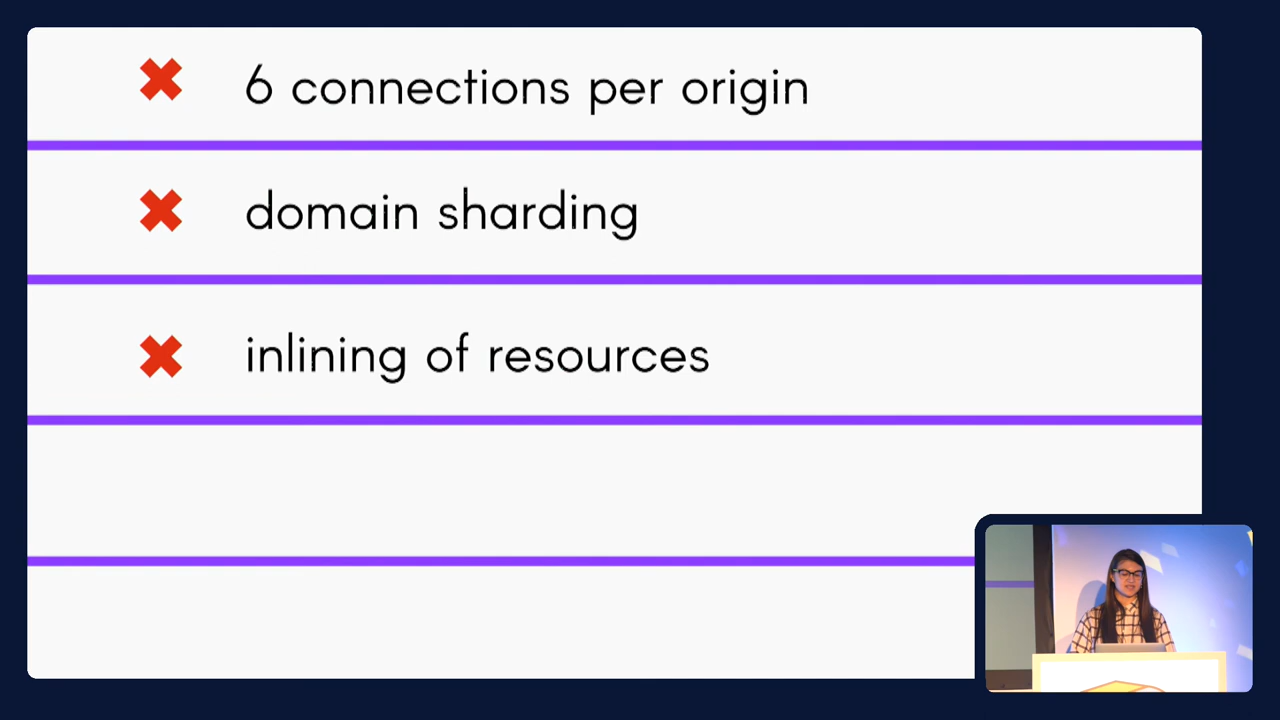 6 connections per origin
domain sharding
inlining of resources